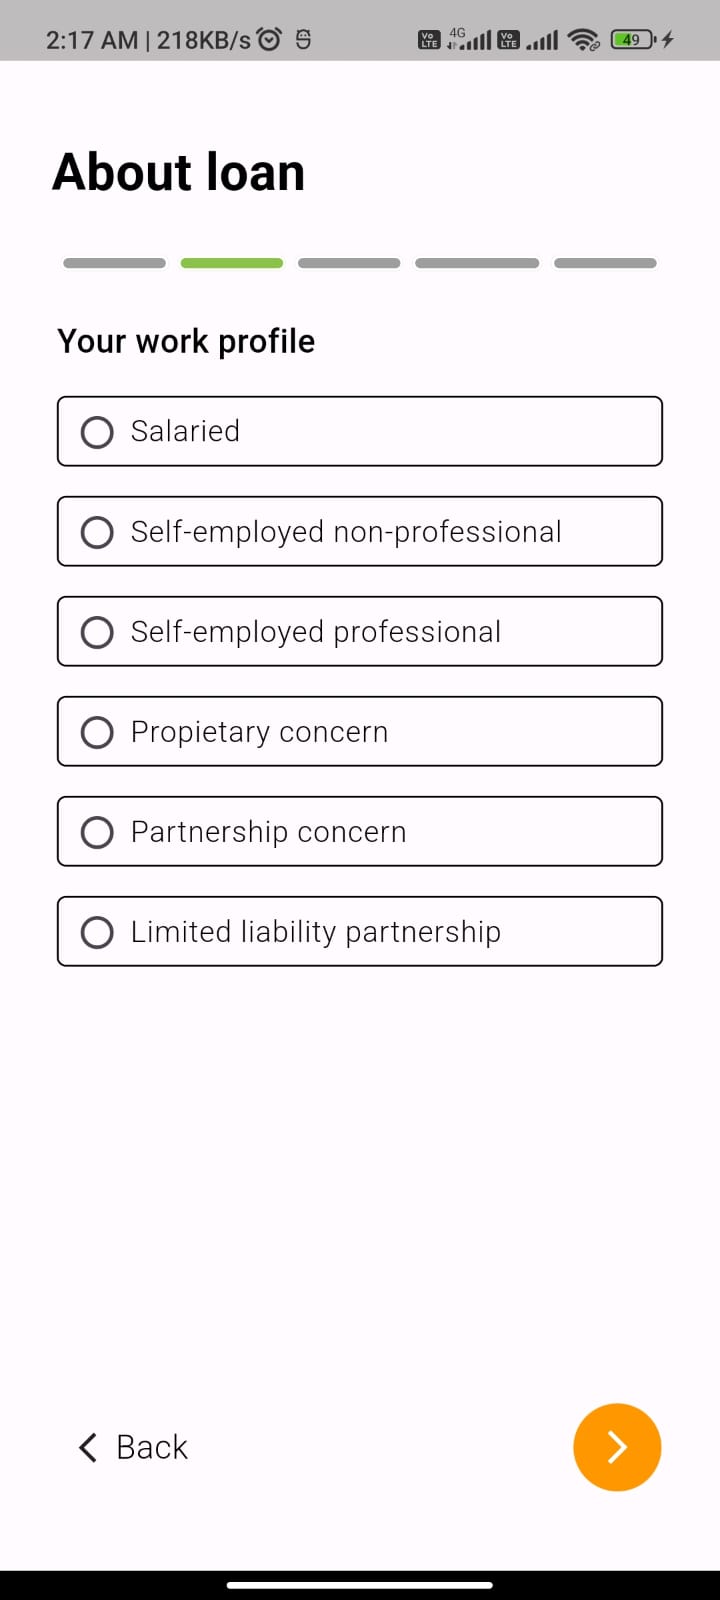 2:17 AM | 218KB/s
Vo LTE 4G Vo LTE 49
About loan
Your work profile
Salaried
Self-employed non-professional
Self-employed professional
Propietary concern
Partnership concern
Limited liability partnership
Back